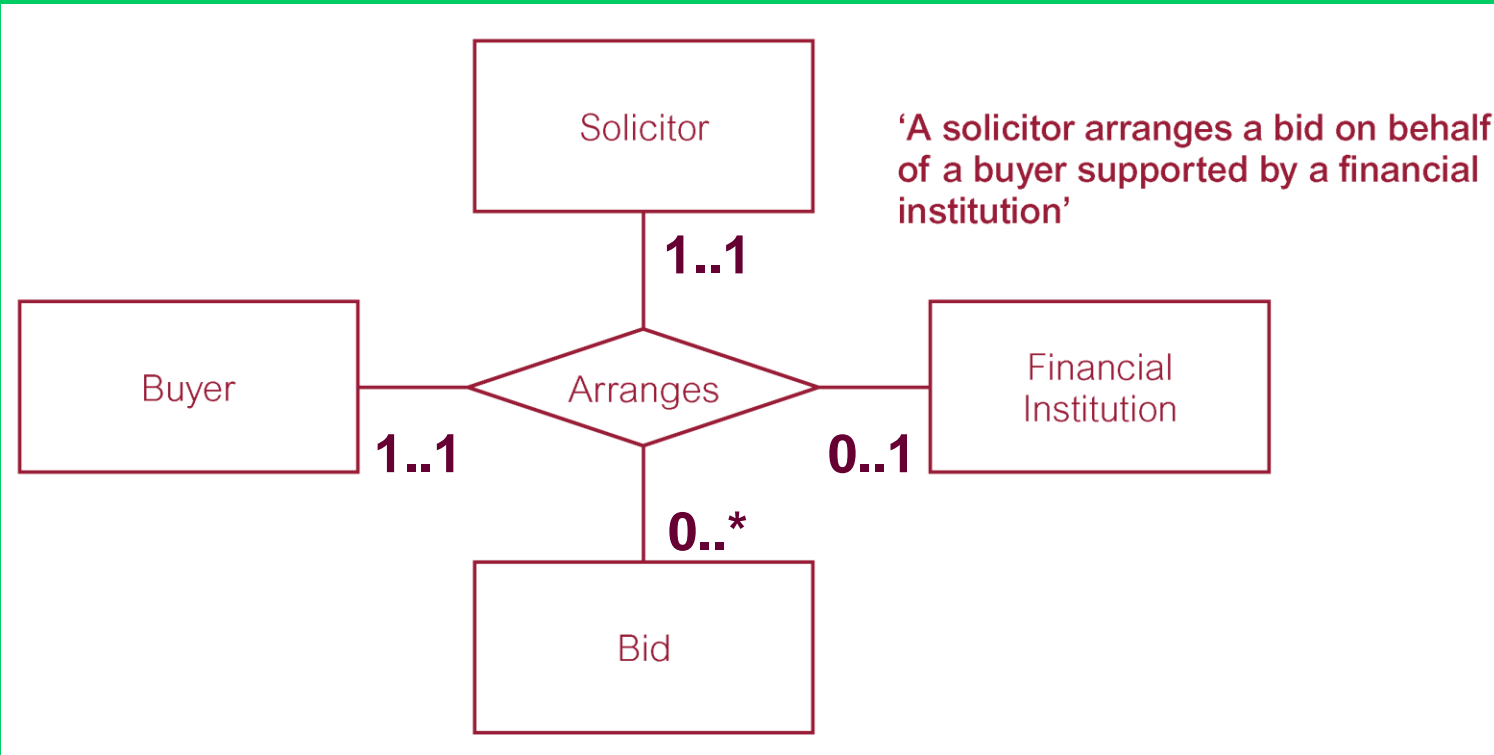 Solicitor
‘A solicitor arranges a bid on behalf
of a buyer supported by a financial
institution’
1..1
Buyer
Arranges
Financial
Institution
1..1
0..1
0..*
Bid